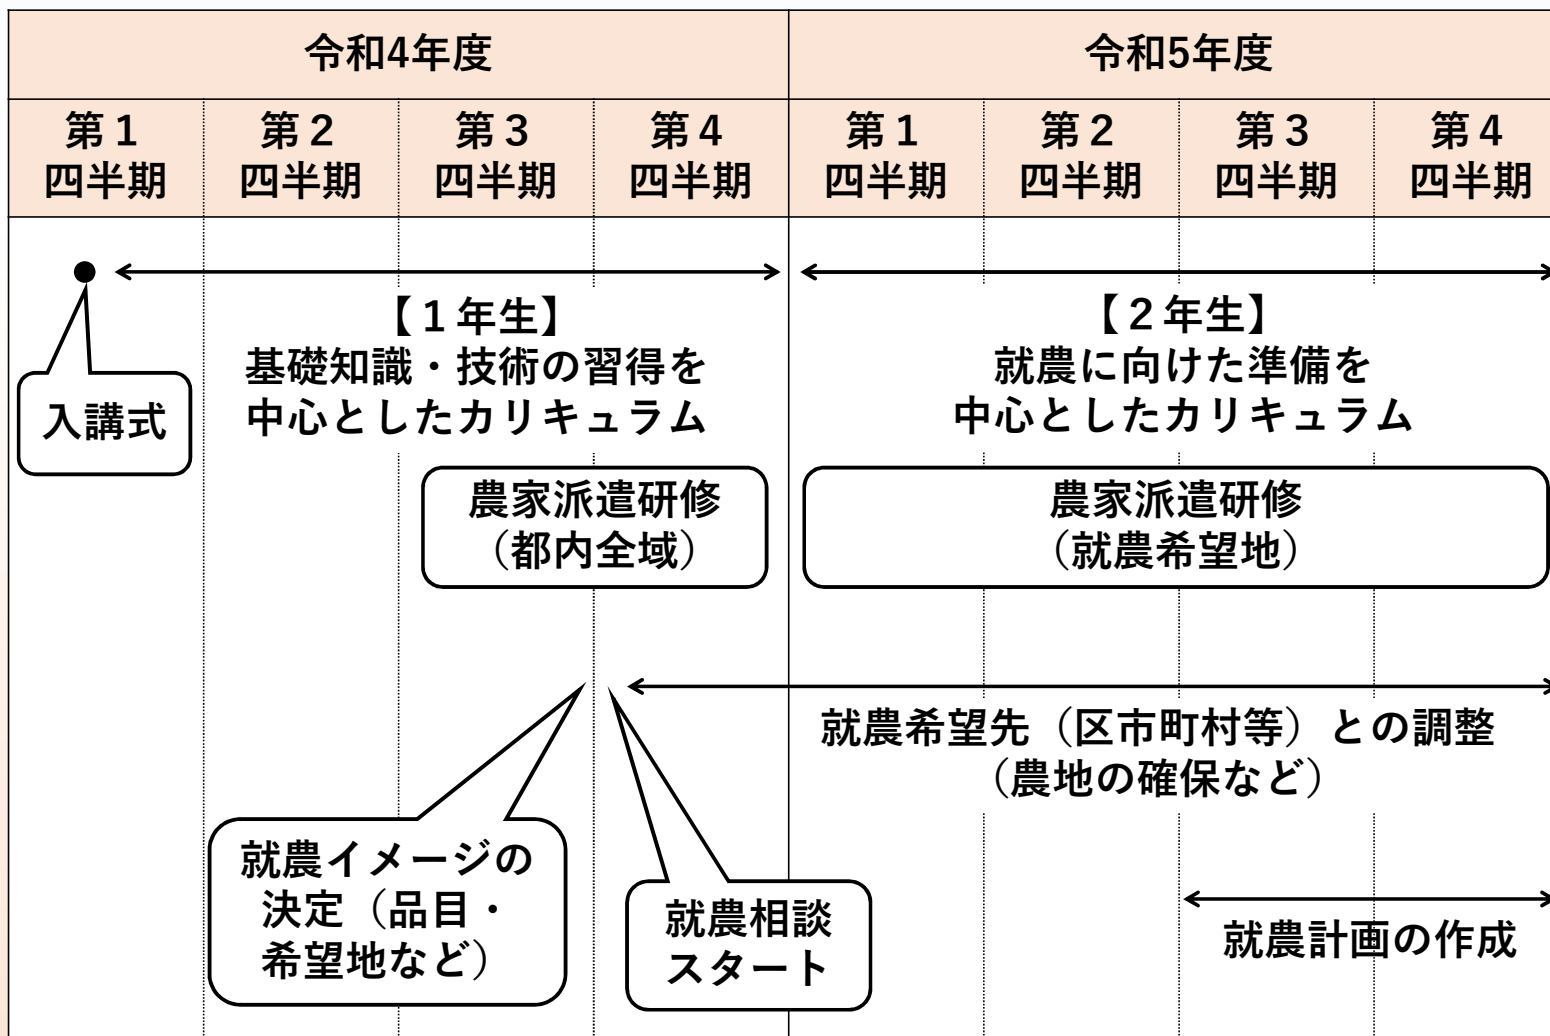 令和4年度
令和5年度
第１
四半期
第２
四半期
第３
四半期
第４
四半期
第１
四半期
第２
四半期
第３
四半期
第４
四半期
入講式
【１年生】
基礎知識・技術の習得を
中心としたカリキュラム
【２年生】
就農に向けた準備を
中心としたカリキュラム
農家派遣研修
（都内全域）
農家派遣研修
（就農希望地）
就農希望先（区市町村等）との調整
（農地の確保など）
就農イメージの
決定（品目・
希望地など）
就農相談
スタート
就農計画の作成